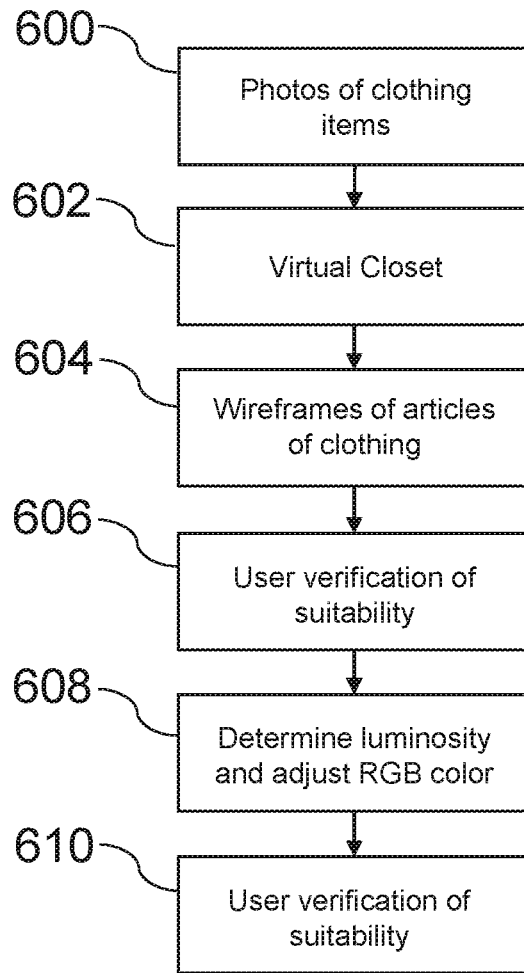 600
Photos of clothing
items
602
Virtual Closet
604
Wireframes of articles
of clothing
606
User verification of
suitability
608
Determine luminosity
and adjust RGB color
610
User verification of
suitability